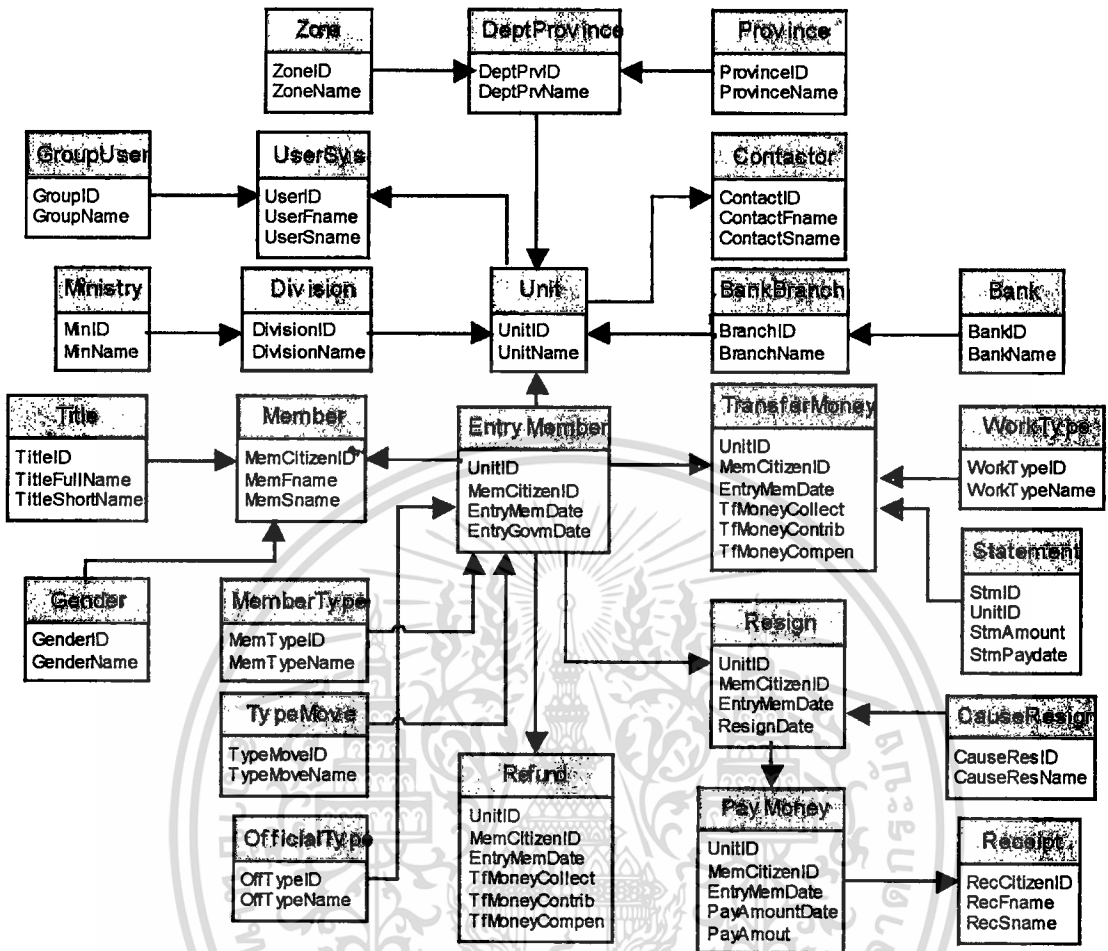 Zone
ZoneID
ZoneName
DeptProvince
DeptPrvID
DeptPrvName
Province
ProvinceID
ProvinceName
GroupUser
GroupID
GroupName
UserSys
UserID
UserFname
UserSname
Contactor
ContactID
ContactFname
ContactSname
Ministry
MinID
MinName
Division
DivisionID
DivisionName
Unit
UnitID
UnitName
BankBranch
BranchID
BranchName
Bank
BankID
BankName
Title
TitleID
TitleFullName
TitleShortName
Member
MemCitizenID
MemFname
MemSname
Entry Member
UnitID
MemCitizenID
EntryMemDate
EntryGovmDate
TransferMoney
UnitID
MemCitizenID
EntryMemDate
TfMoneyCollect
TfMoneyContrib
TfMoneyCompen
WorkType
WorkTypeID
WorkTypeName
Statement
StmID
UnitID
StmAmount
StmPaydate
Gender
GenderID
GenderName
MemberType
MemTypeID
MemTypeName
Resign
UnitID
MemCitizenID
EntryMemDate
ResignDate
TypeMove
TypeMoveID
TypeMoveName
CauseResign
CauseResID
CauseResName
Refund
UnitID
MemCitizenID
EntryMemDate
TfMoneyCollect
TfMoneyContrib
TfMoneyCompen
OfficialType
OffTypeID
OffTypeName
Pay Money
UnitID
MemCitizenID
EntryMemDate
PayAmountDate
PayAmout
Receipt
RecCitizenID
RecFname
RecSname